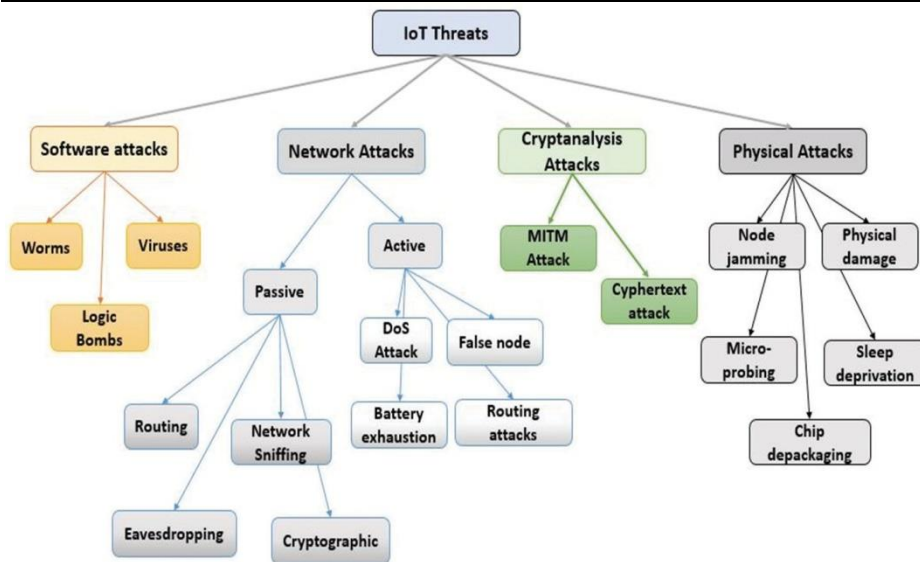 IoT Threats
Software attacks
Network Attacks
Cryptanalysis
Attacks
Physical Attacks
Worms
Viruses
Logic
Bombs
Passive
Active
Routing
Network
Sniffing
Eavesdropping
Cryptographic
DoS
Attack
False node
Battery
exhaustion
Routing
attacks
MITM
Attack
Cyphertext
attack
Node
jamming
Physical
damage
Micro-
probing
Sleep
deprivation
Chip
depackaging